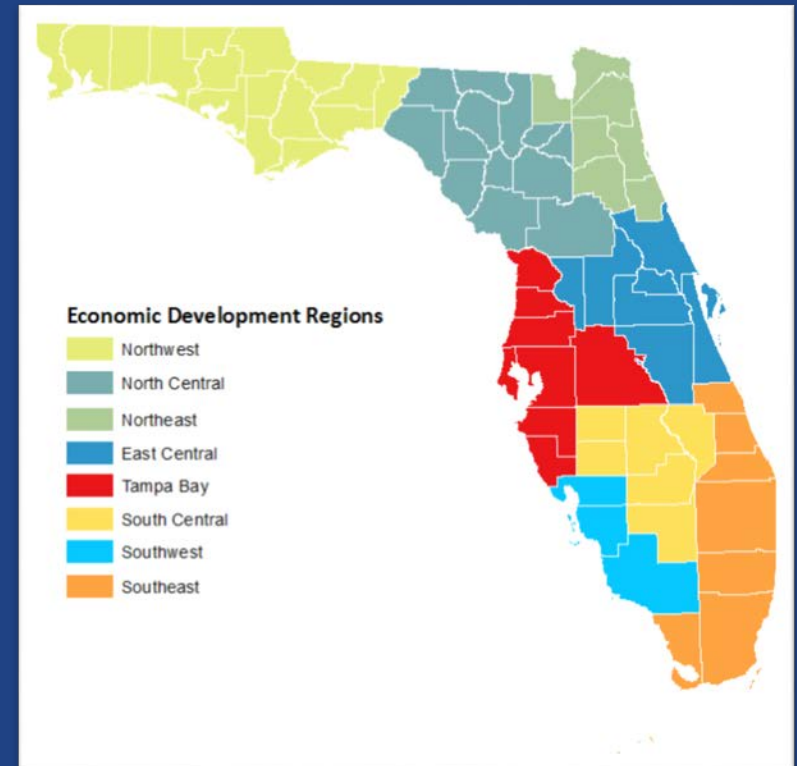 Economic Development Regions
Northwest
North Central
Northeast
East Central
Tampa Bay
South Central
Southwest
Southeast